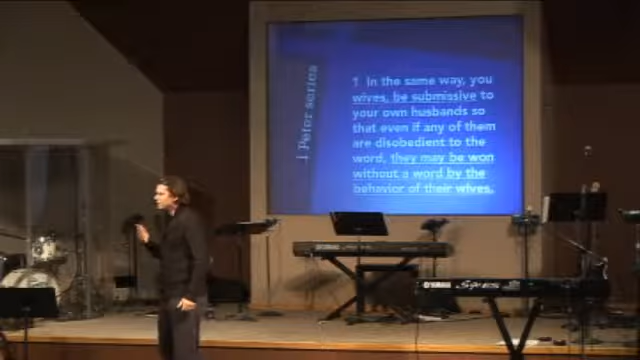 1 Peter series
1 In the same way, you
wives, be submissive to
your own husbands so
that even if any of them
are disobedient to the
word, they may be won
without a word by the
behavior of their wives.
YAMAHA